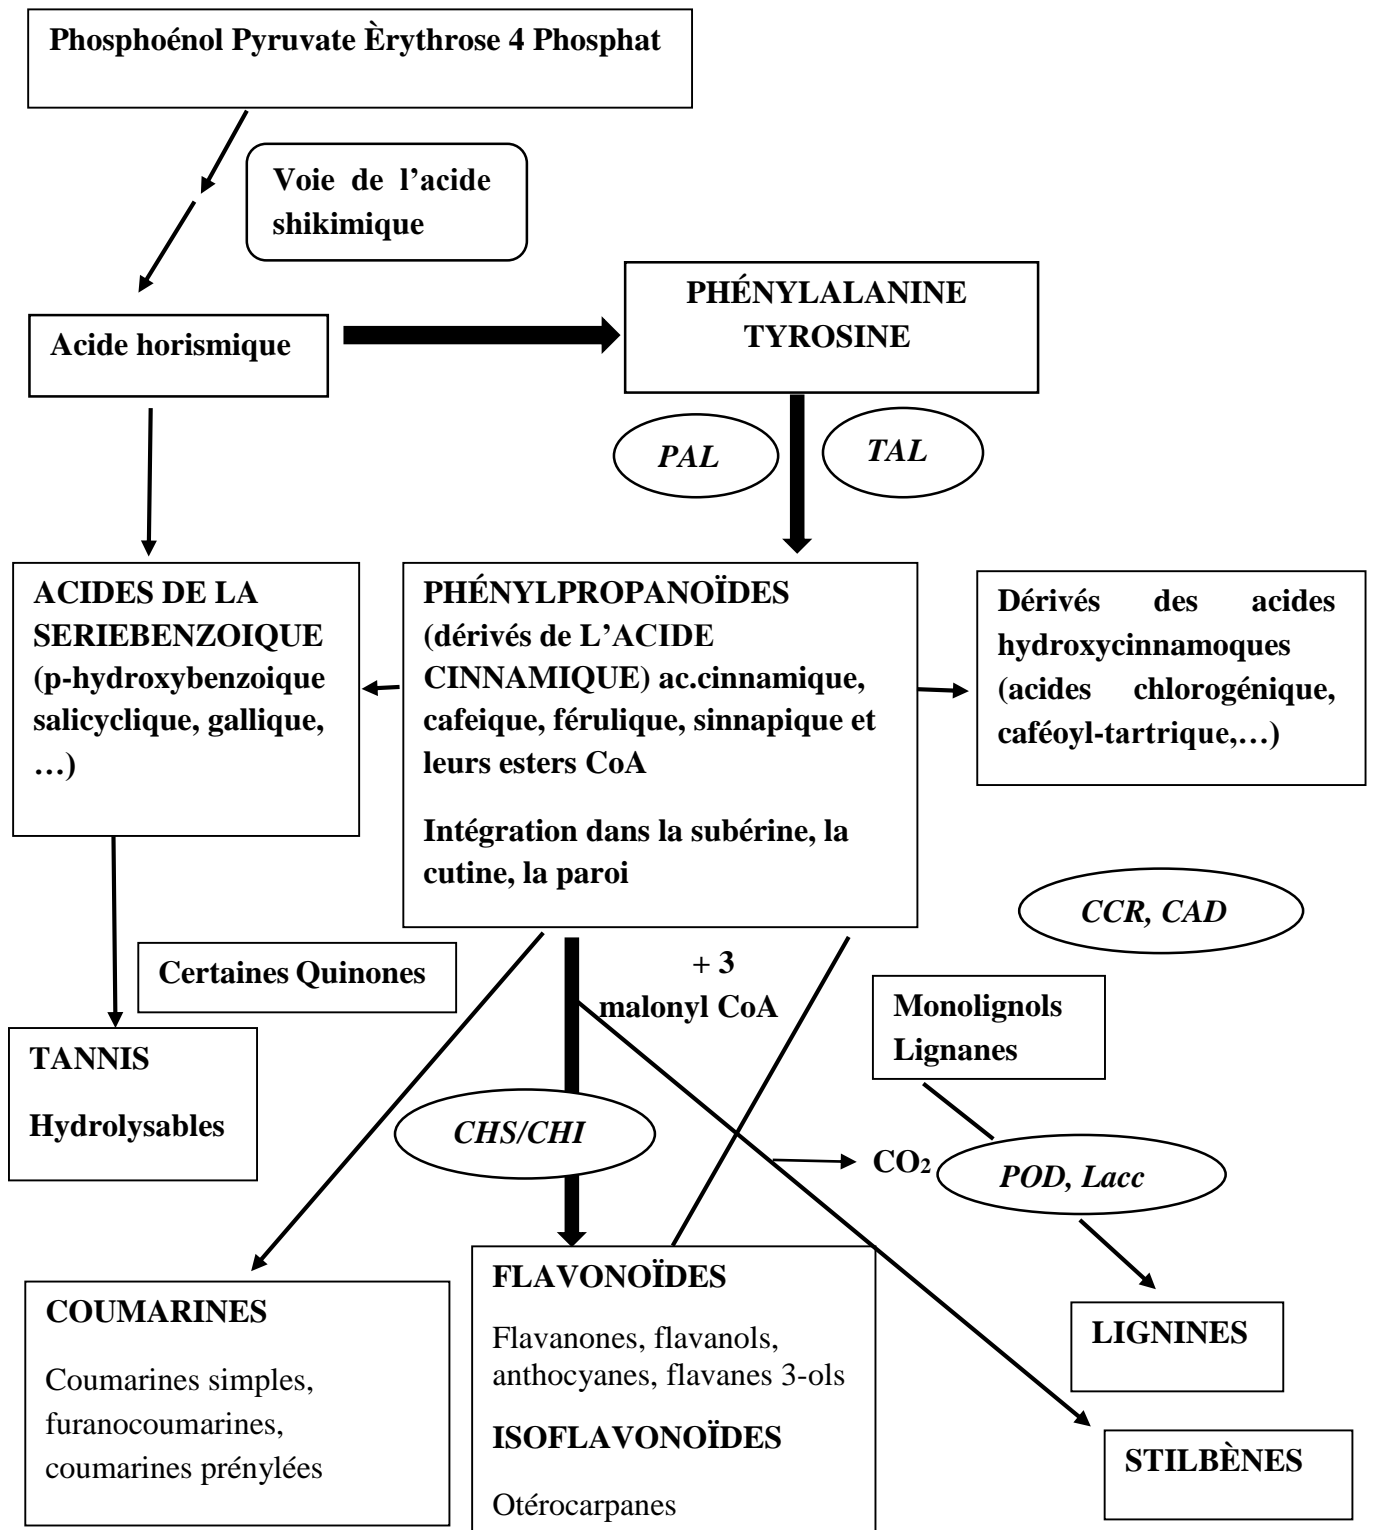 Phosphoénol Pyruvate Èrythrose 4 Phosphat
Voie de l’acide
shikimique
PHÉNYLALANINE
TYROSINE
Acide horismique
PAL
TAL
ACIDES DE LA
SERIEBENZOIQUE
(p-hydroxybenzoique
salicyclique, gallique,
…)
PHÉNYLPROPANOÏDES
(dérivés de L’ACIDE
CINNAMIQUE) ac.cinnamique,
cafeique, férulique, sinnapique et
leurs esters CoA
Intégration dans la subérine, la
cutine, la paroi
Dérivés des acides
hydroxycinnamoques
(acides chlorogénique,
caféoyl-tartrique,…)
CCR, CAD
Certaines Quinones
+ 3
malonyl CoA
Monolignols
Lignanes
TANNIS
Hydrolysables
CHS/CHI
CO₂
POD, Lacc
COUMARINES
Coumarines simples,
furanocoumarines,
coumarines prénylées
FLAVONOÏDES
Flavanones, flavanols,
anthocyanes, flavanes 3-ols
ISOFLAVONOÏDES
Otérocarpanes
LIGNINES
STILBÈNES